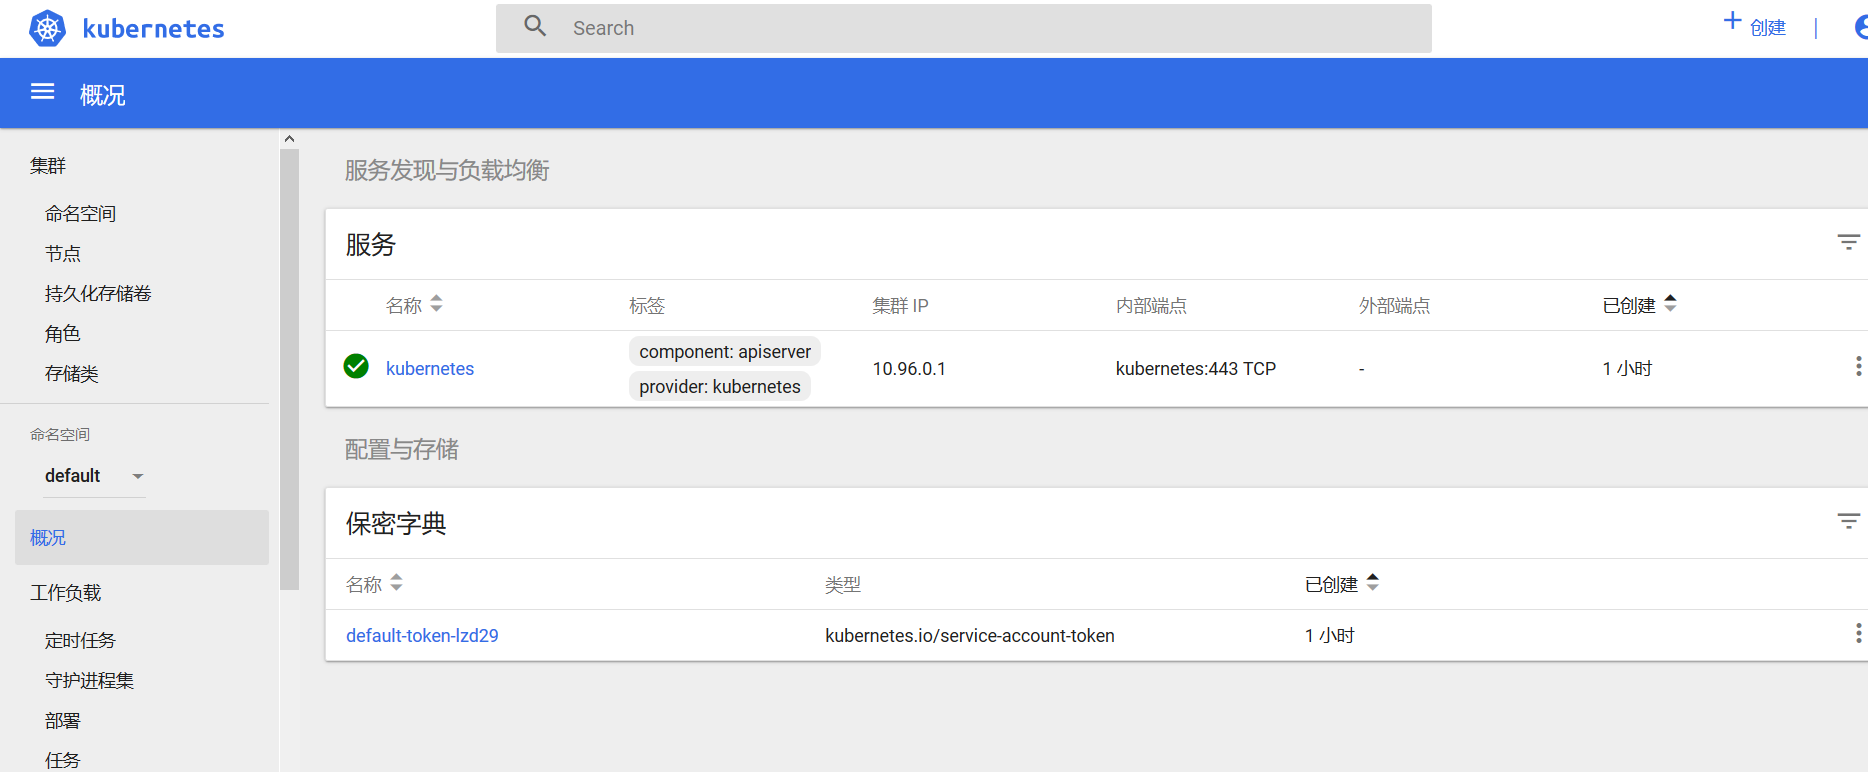 kubernetes
Search
创建
概况
集群
命名空间
节点
持久化存储卷
角色
存储类
命名空间
default
概况
工作负载
定时任务
守护进程集
部署
任务
服务发现与负载均衡
服务
名称 标签 集群 IP 内部端点 外部端点 已创建
kubernetes component: apiserver provider: kubernetes 10.96.0.1 kubernetes:443 TCP - 1 小时
配置与存储
保密字典
名称 类型 已创建
default-token-lzd29 kubernetes.io/service-account-token 1 小时